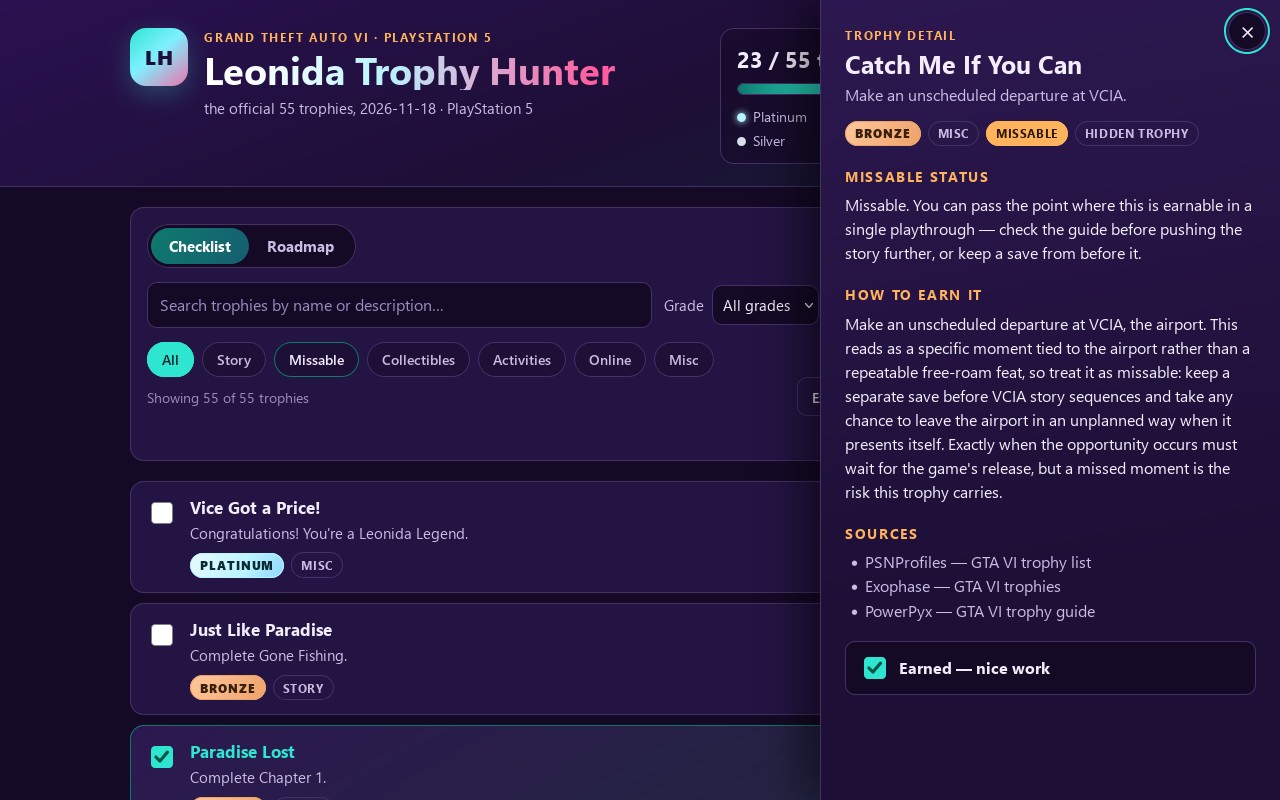 LH
GRAND THEFT AUTO VI · PLAYSTATION 5
Leonida Trophy Hunter
the official 55 trophies, 2026-11-18 · PlayStation 5
23 / 55
Platinum
Silver
Checklist
Roadmap
Search trophies by name or description...
Grade
All grades
All
Story
Missable
Collectibles
Activities
Online
Misc
Showing 55 of 55 trophies
Vice Got a Price!
Congratulations! You're a Leonida Legend.
PLATINUM
MISC
Just Like Paradise
Complete Gone Fishing.
BRONZE
STORY
Paradise Lost
Complete Chapter 1.
TROPHY DETAIL
Catch Me If You Can
Make an unscheduled departure at VCIA.
BRONZE
MISC
MISSABLE
HIDDEN TROPHY
MISSABLE STATUS
Missable. You can pass the point where this is earnable in a
single playthrough — check the guide before pushing the
story further, or keep a save from before it.
HOW TO EARN IT
Make an unscheduled departure at VCIA, the airport. This
reads as a specific moment tied to the airport rather than a
repeatable free-roam feat, so treat it as missable: keep a
separate save before VCIA story sequences and take any
chance to leave the airport in an unplanned way when it
presents itself. Exactly when the opportunity occurs must
wait for the game's release, but a missed moment is the
risk this trophy carries.
SOURCES
• PSNProfiles — GTA VI trophy list
• Exophase — GTA VI trophies
• PowerPyx — GTA VI trophy guide
Earned — nice work